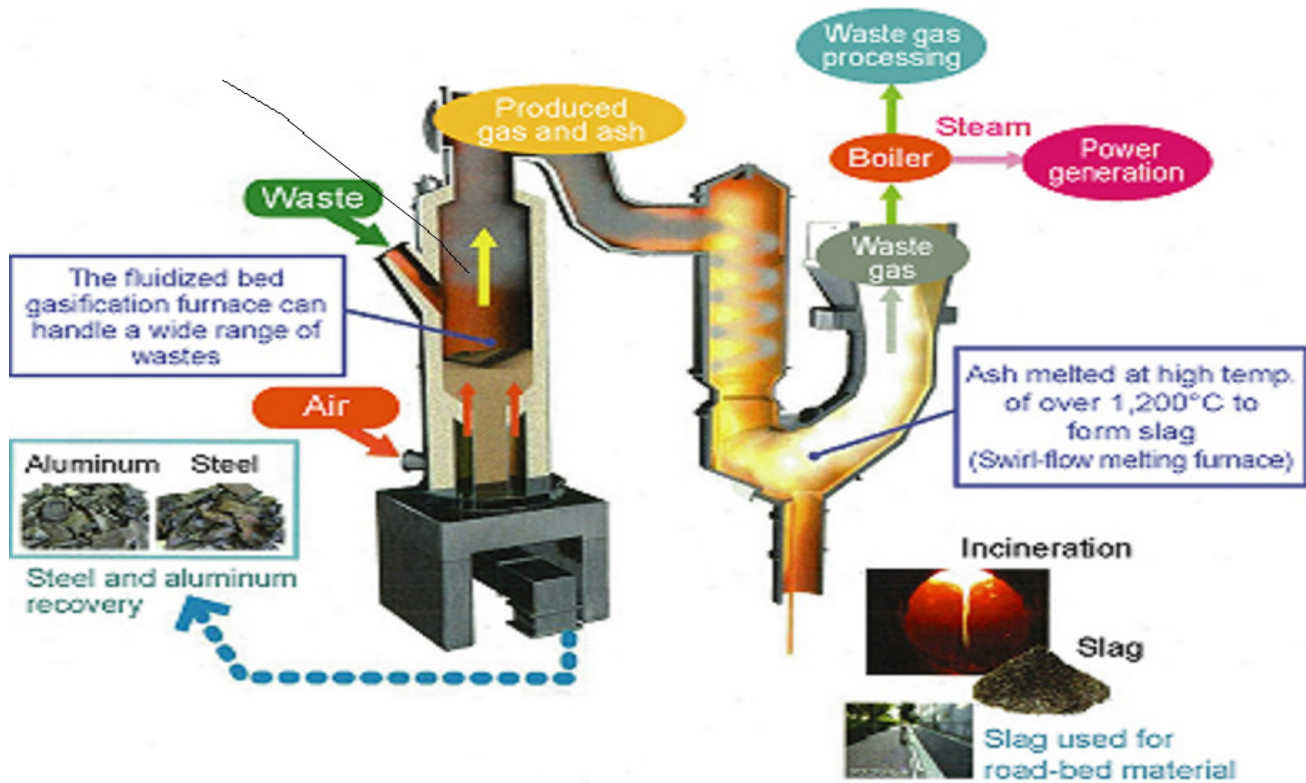 Waste gas
processing
Produced
gas and ash
Steam
Boiler
Power
generation
Waste
Waste
gas
The fluidized bed
gasification furnace can
handle a wide range of
wastes
Air
Ash melted at high temp.
of over 1,200°C to
form slag
(Swirl-flow melting furnace)
Aluminum
Steel
Steel and aluminum
recovery
Incineration
Slag
Slag used for
road-bed material